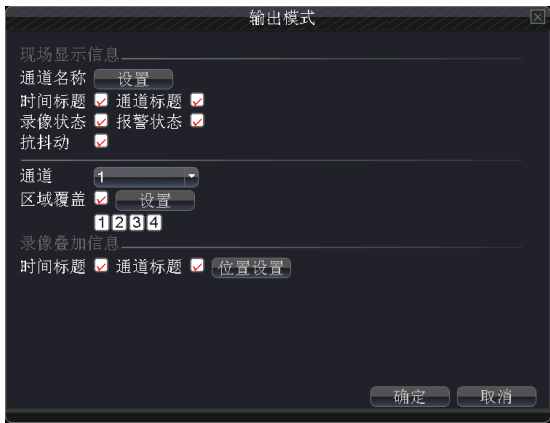 输出模式
现场显示信息
通道名称 设置
时间标题 通道标题
录像状态 报警状态
抗抖动
通道 1
区域覆盖 设置
1 2 3 4
录像叠加信息
时间标题 通道标题 位置设置
确定 取消